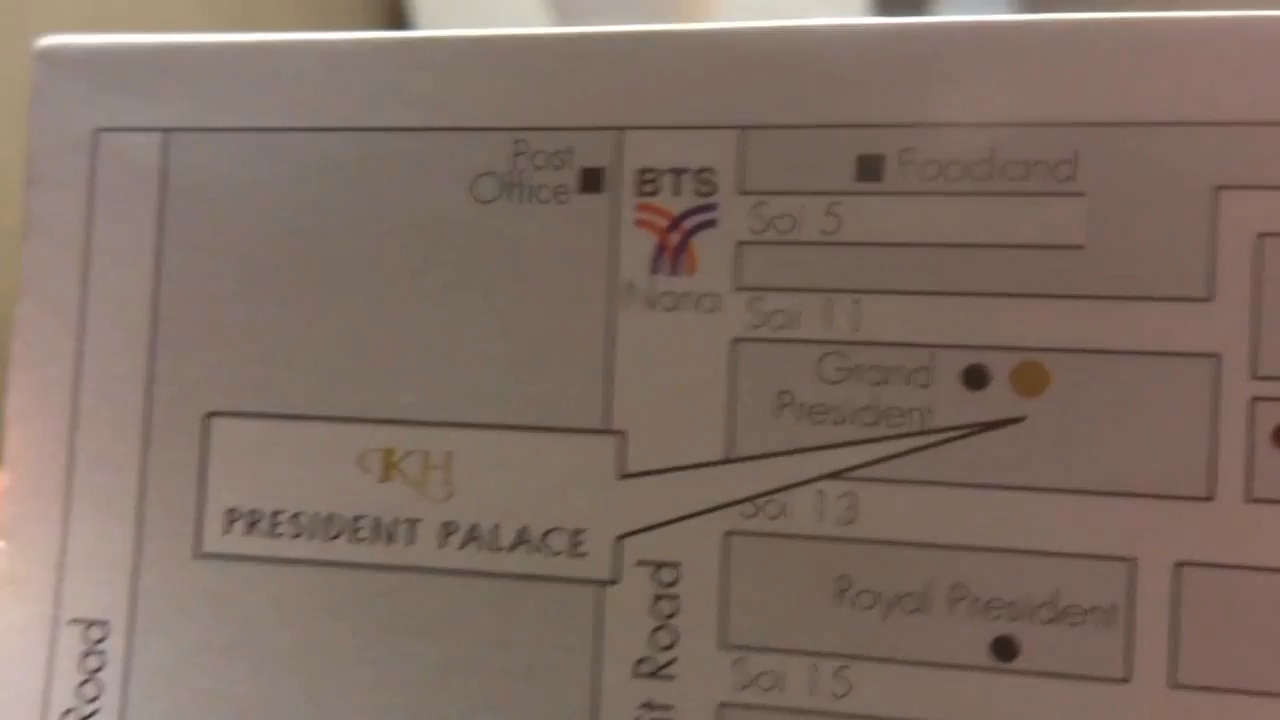 Post
Office
BTS
Nana
Foodland
Soi 5
Soi 11
Grand
President
KH
PRESIDENT PALACE
Soi 13
Royal President
Road
Road
Soi 15